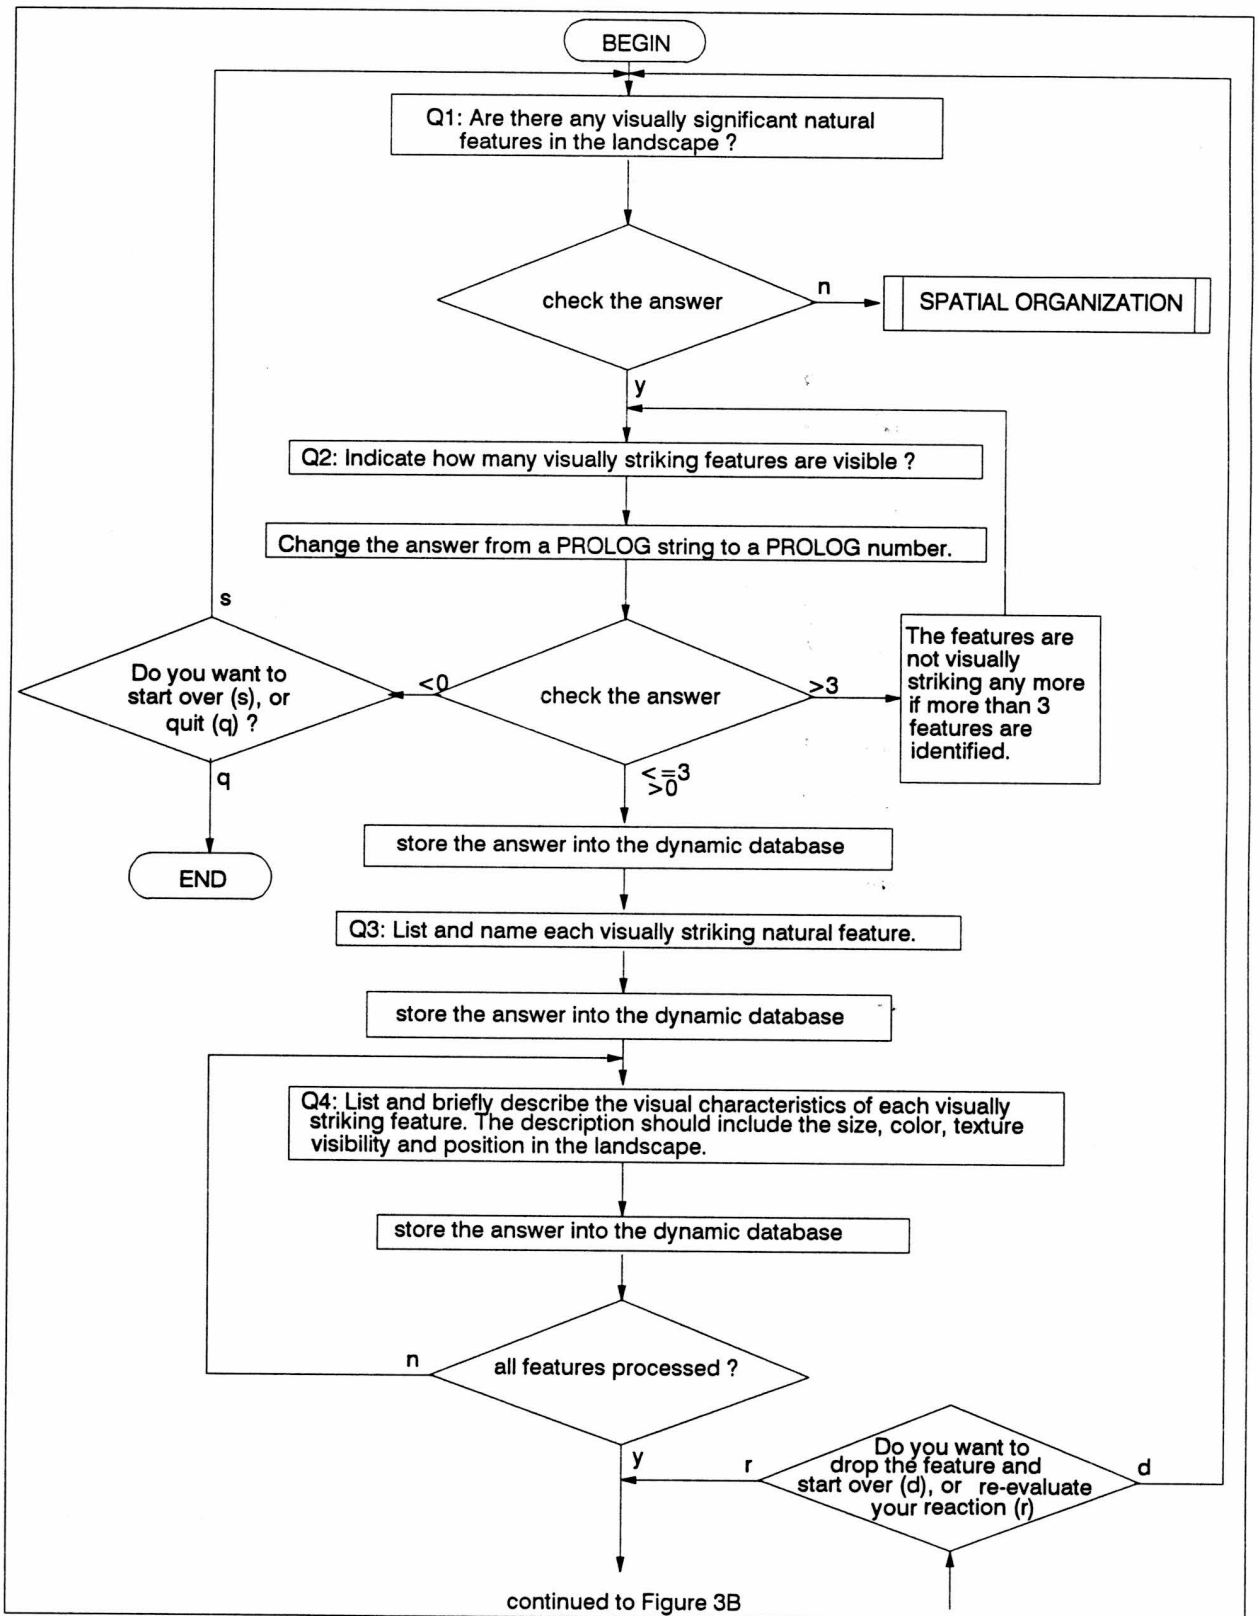 BEGIN
Q1: Are there any visually significant natural
features in the landscape ?
check the answer
n
SPATIAL ORGANIZATION
y
Q2: Indicate how many visually striking features are visible ?
Change the answer from a PROLOG string to a PROLOG number.
s
Do you want to
start over (s), or
quit (q) ?
<0
check the answer
>3
The features are
not visually
striking any more
if more than 3
features are
identified.
q
<=3
>0
END
store the answer into the dynamic database
Q3: List and name each visually striking natural feature.
store the answer into the dynamic database
Q4: List and briefly describe the visual characteristics of each visually
striking feature. The description should include the size, color, texture
visibility and position in the landscape.
store the answer into the dynamic database
n
all features processed ?
y
r
Do you want to
drop the feature and
start over (d), or re-evaluate
your reaction (r)
d
continued to Figure 3B